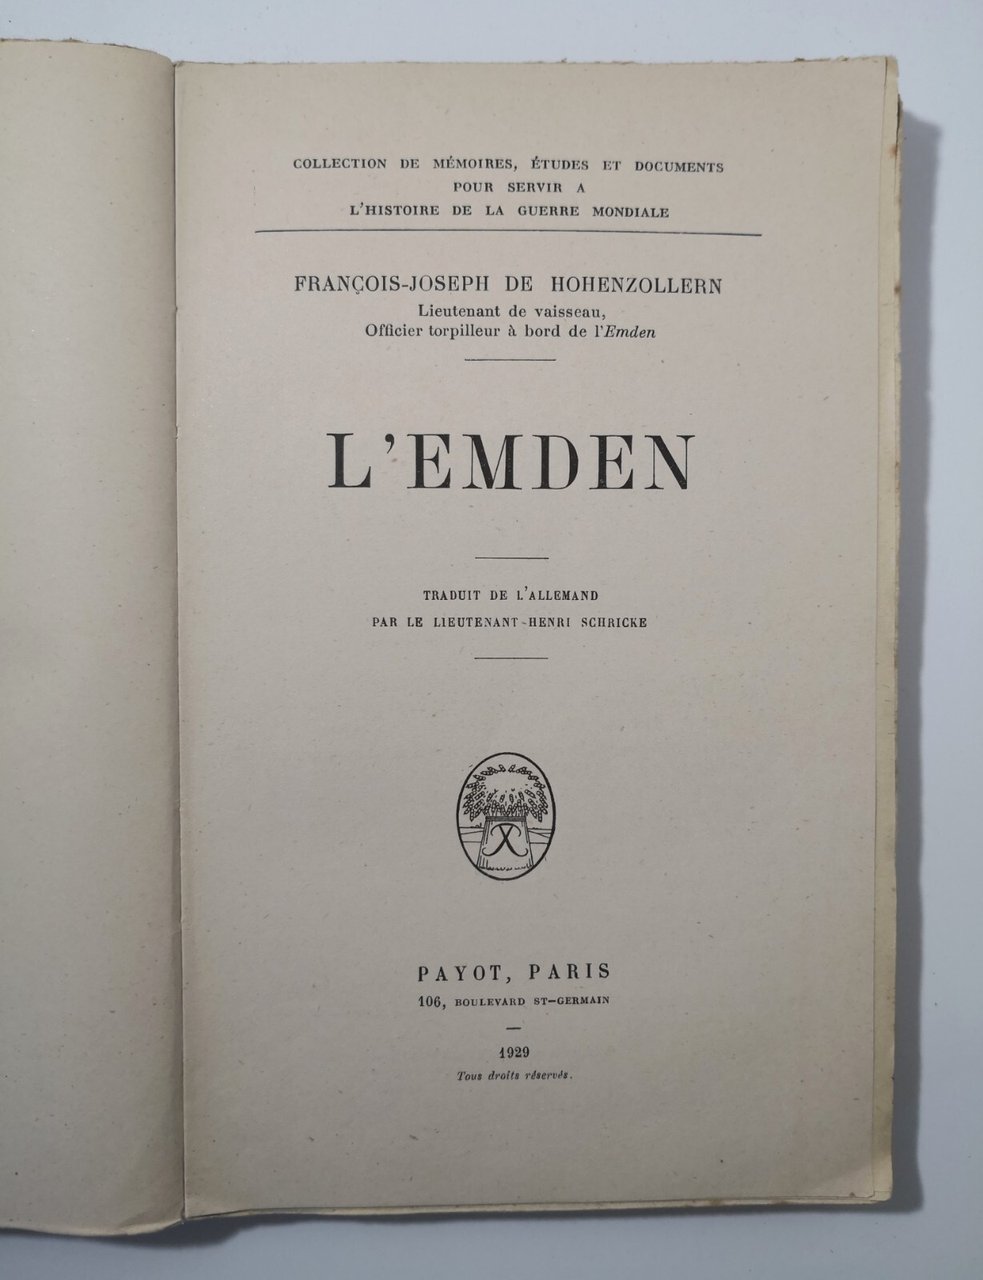 COLLECTION DE MÉMOIRES, ÉTUDES ET DOCUMENTS
POUR SERVIR A
L'HISTOIRE DE LA GUERRE MONDIALE
FRANÇOIS-JOSEPH DE HOHENZOLLERN
Lieutenant de vaisseau,
Officier torpilleur à bord de l'Emden
L'EMDEN
TRADUIT DE L'ALLEMAND
PAR LE LIEUTENANT-HENRI SCHRICKE
PAYOT, PARIS
106, BOULEVARD ST-GERMAIN
1929
Tous droits réservés.